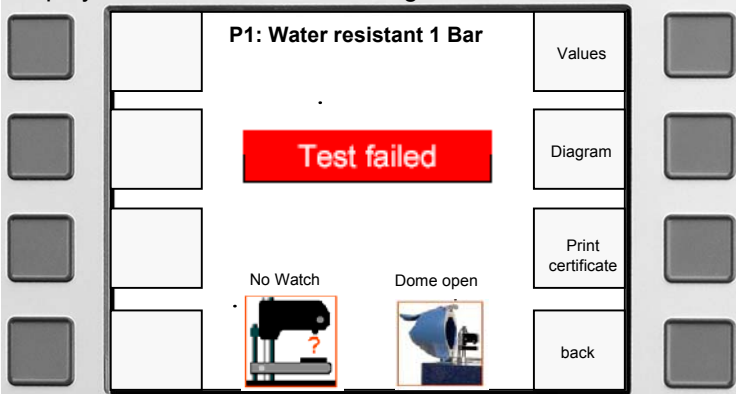 P1: Water resistant 1 Bar
Values
Test failed
Diagram
Print
certificate
No Watch
Dome open
?
back